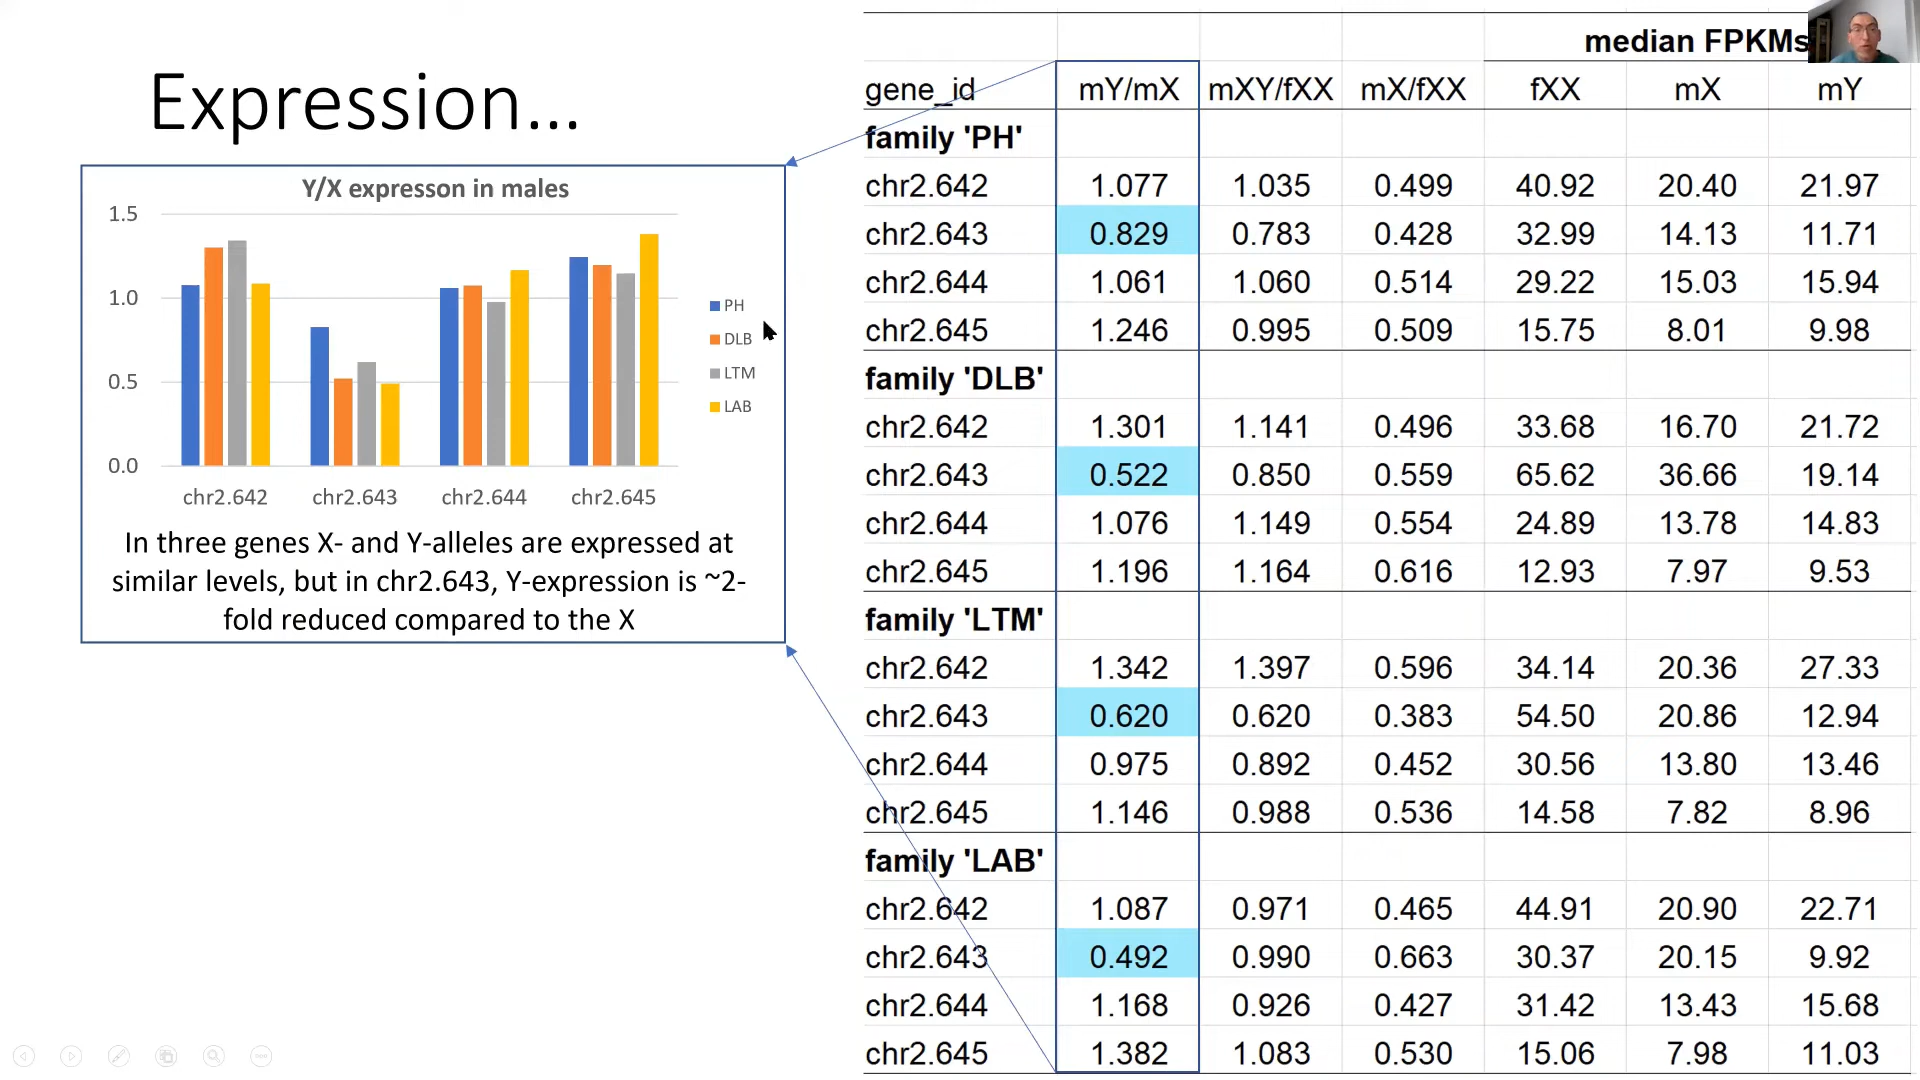 Expression...
Y/X expresson in males
1.5
1.0
0.5
0.0
chr2.642 chr2.643 chr2.644 chr2.645
PH
DLB
LTM
LAB
In three genes X- and Y-alleles are expressed at
similar levels, but in chr2.643, Y-expression is ~2-
fold reduced compared to the X
median FPKMs
gene_id mY/mX mXY/fXX mX/fXX fXX mX mY
family 'PH'
chr2.642 1.077 1.035 0.499 40.92 20.40 21.97
chr2.643 0.829 0.783 0.428 32.99 14.13 11.71
chr2.644 1.061 1.060 0.514 29.22 15.03 15.94
chr2.645 1.246 0.995 0.509 15.75 8.01 9.98
family 'DLB'
chr2.642 1.301 1.141 0.496 33.68 16.70 21.72
chr2.643 0.522 0.850 0.559 65.62 36.66 19.14
chr2.644 1.076 1.149 0.554 24.89 13.78 14.83
chr2.645 1.196 1.164 0.616 12.93 7.97 9.53
family 'LTM'
chr2.642 1.342 1.397 0.596 34.14 20.36 27.33
chr2.643 0.620 0.620 0.383 54.50 20.86 12.94
chr2.644 0.975 0.892 0.452 30.56 13.80 13.46
chr2.645 1.146 0.988 0.536 14.58 7.82 8.96
family 'LAB'
chr2.642 1.087 0.971 0.465 44.91 20.90 22.71
chr2.643 0.492 0.990 0.663 30.37 20.15 9.92
chr2.644 1.168 0.926 0.427 31.42 13.43 15.68
chr2.645 1.382 1.083 0.530 15.06 7.98 11.03